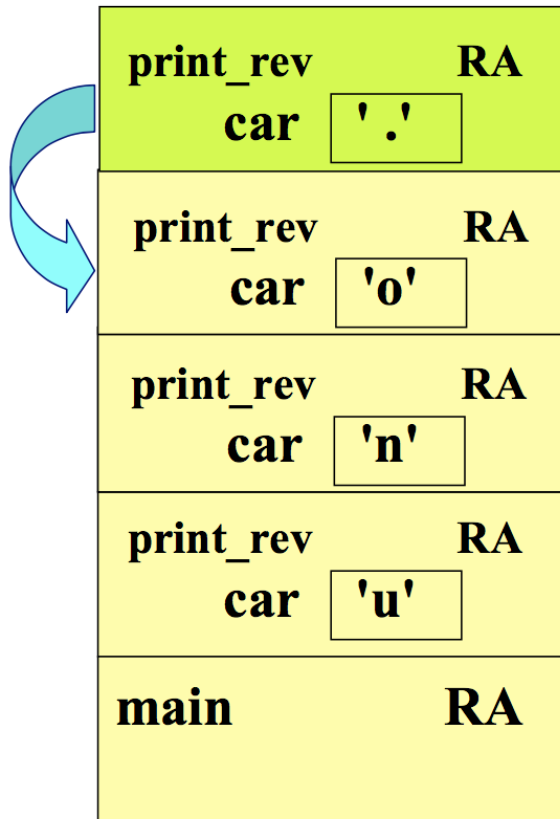 print_rev RA
car '.'
print_rev RA
car 'o'
print_rev RA
car 'n'
print_rev RA
car 'u'
main RA